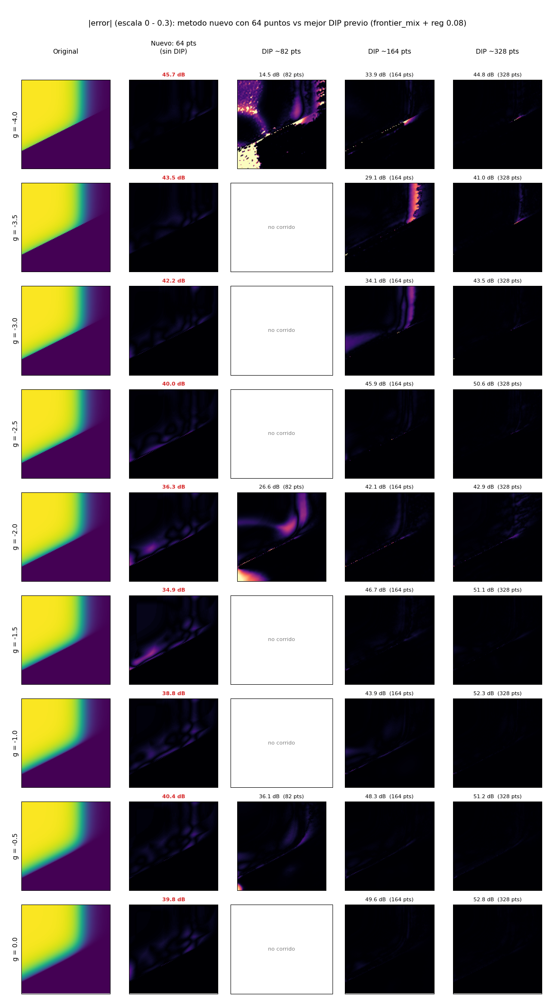 |error| (escala 0 - 0.3): metodo nuevo con 64 puntos vs mejor DIP previo (frontier_mix + reg 0.08)
Original
Nuevo: 64 pts
(sin DIP)
DIP ~82 pts
DIP ~164 pts
DIP ~328 pts
g = -4.0
45.7 dB
14.5 dB (82 pts)
33.9 dB (164 pts)
44.8 dB (328 pts)
g = -3.5
43.5 dB
no corrido
29.1 dB (164 pts)
41.0 dB (328 pts)
g = -3.0
42.2 dB
no corrido
34.1 dB (164 pts)
43.5 dB (328 pts)
g = -2.5
40.0 dB
no corrido
45.9 dB (164 pts)
50.6 dB (328 pts)
g = -2.0
36.3 dB
26.6 dB (82 pts)
42.1 dB (164 pts)
42.9 dB (328 pts)
g = -1.5
34.9 dB
no corrido
46.7 dB (164 pts)
51.1 dB (328 pts)
g = -1.0
38.8 dB
no corrido
43.9 dB (164 pts)
52.3 dB (328 pts)
g = -0.5
40.4 dB
36.1 dB (82 pts)
48.3 dB (164 pts)
51.2 dB (328 pts)
g = 0.0
39.8 dB
no corrido
49.6 dB (164 pts)
52.8 dB (328 pts)